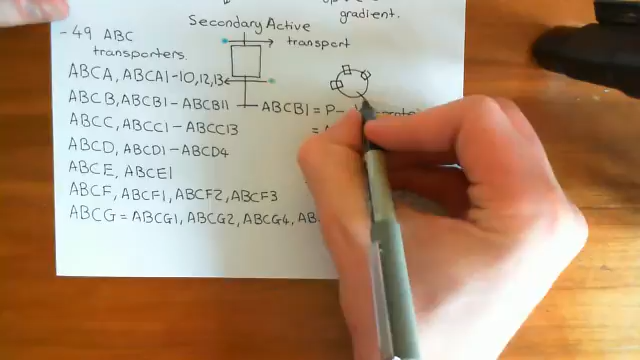 gradient.
Secondary Active
transport
- 49 ABC
transporters.
ABCA, ABCA1-10,12,13
ABCB, ABCB1 - ABCB11
ABCB1 = P-
ABCC, ABCC1 - ABCC13
=
ABCD, ABCD1 - ABCD4
ABCE, ABCE1
ABCF, ABCF1, ABCF2, ABCF3
ABCG = ABCG1, ABCG2, ABCG4,